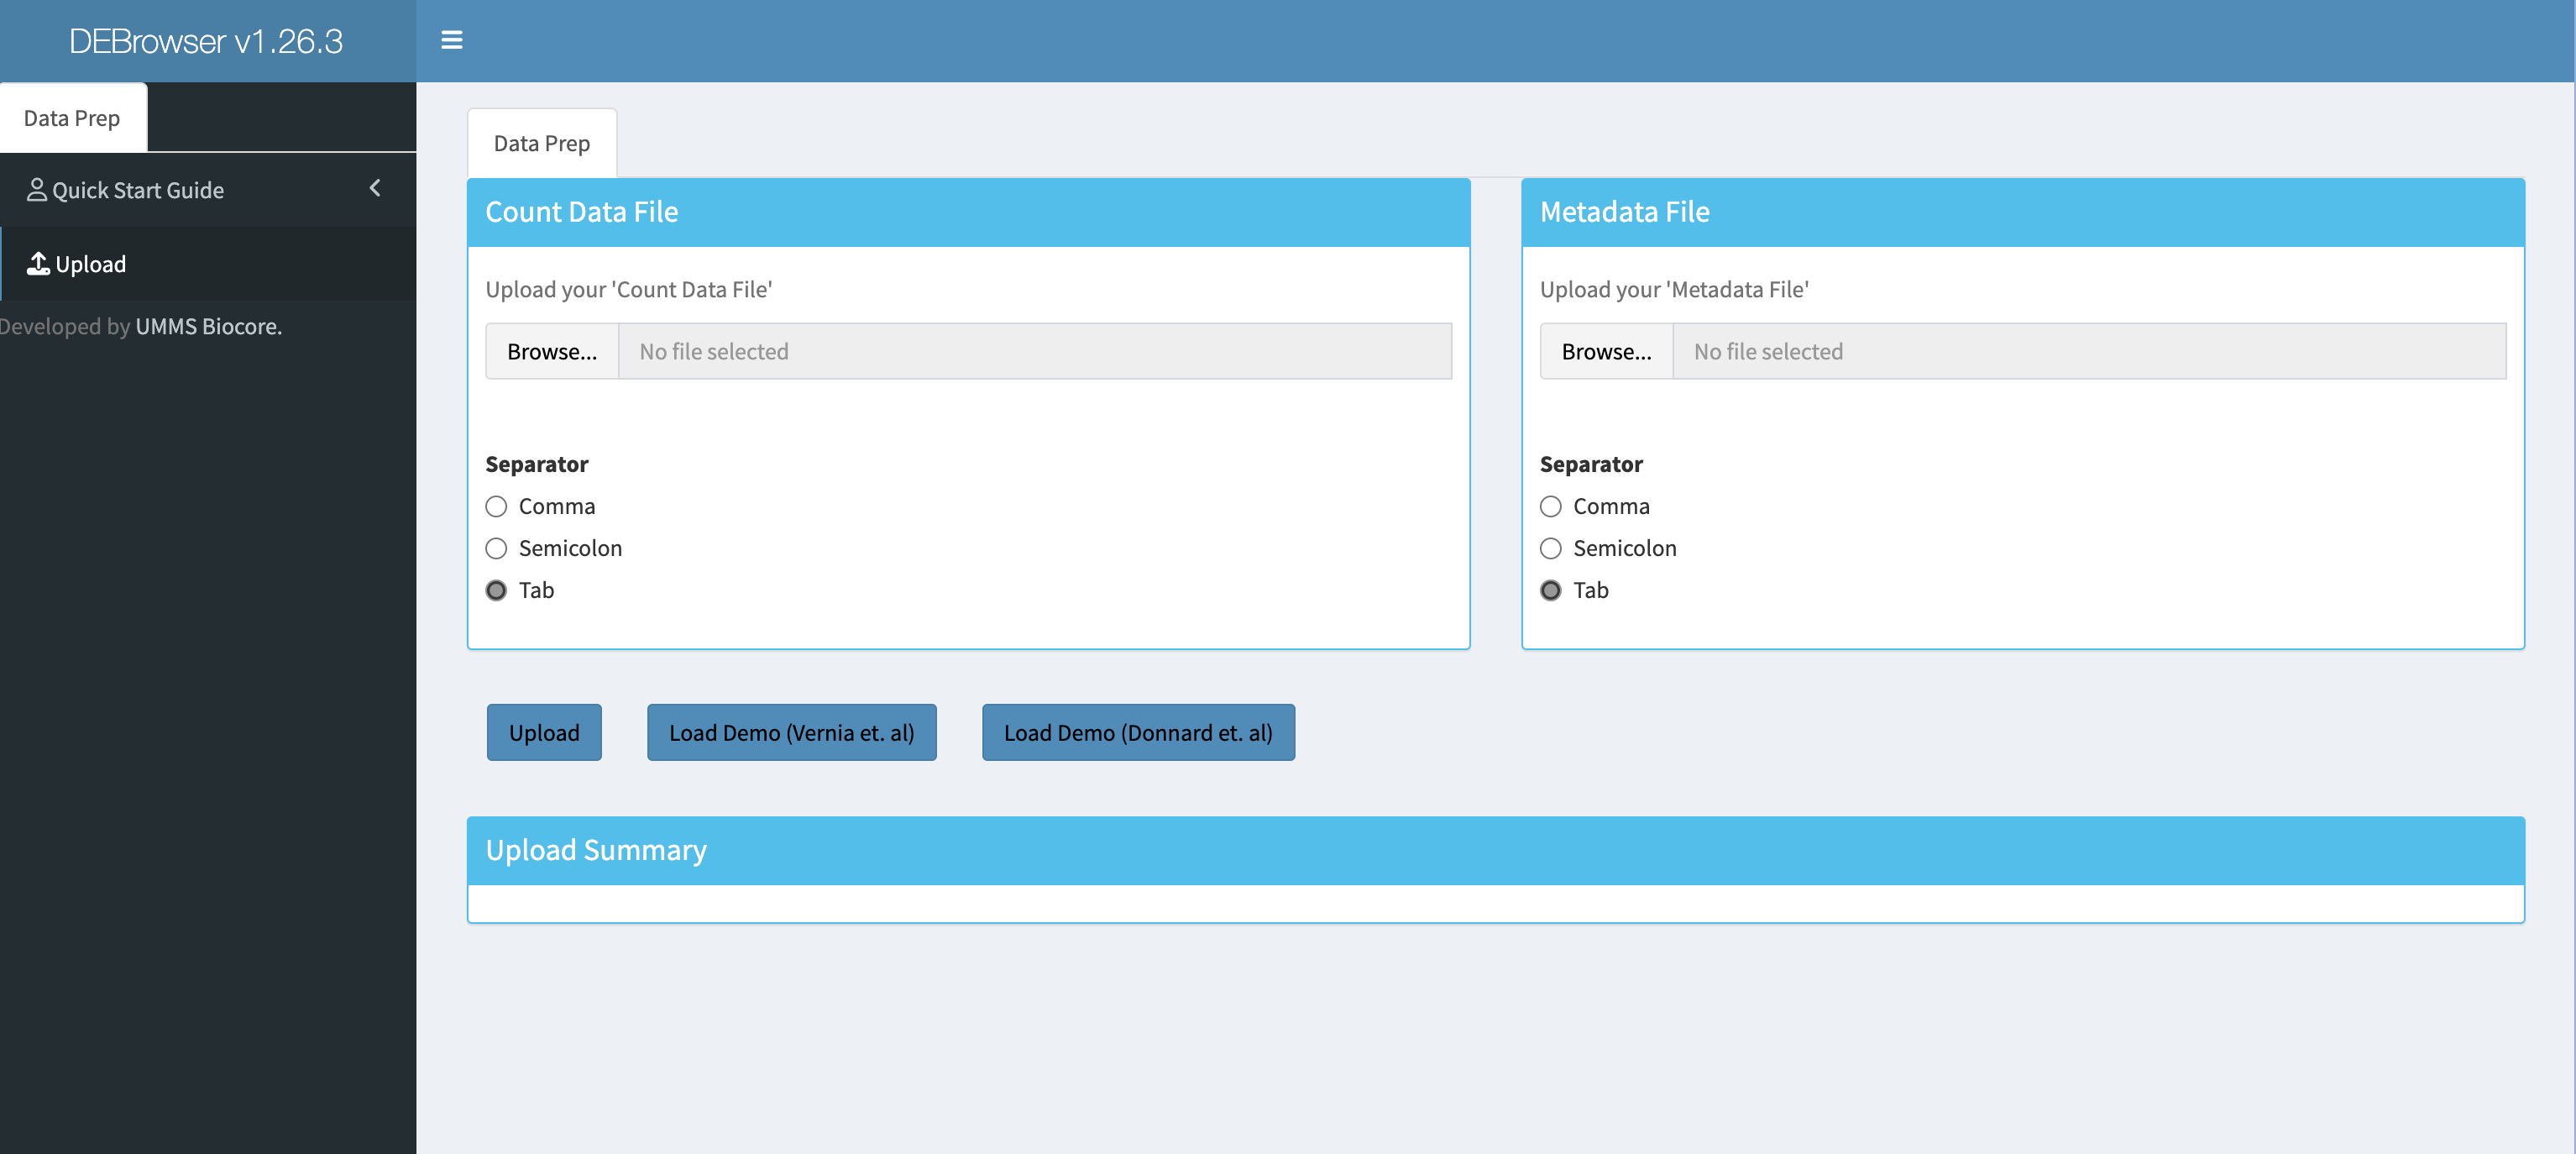 DEBrowser v1.26.3
Data Prep
Quick Start Guide
Upload
Developed by UMMS Biocore.
Data Prep
Count Data File
Upload your 'Count Data File'
Browse...
No file selected
Separator
Comma
Semicolon
Tab
Metadata File
Upload your 'Metadata File'
Browse...
No file selected
Separator
Comma
Semicolon
Tab
Upload
Load Demo (Vernia et. al)
Load Demo (Donnard et. al)
Upload Summary